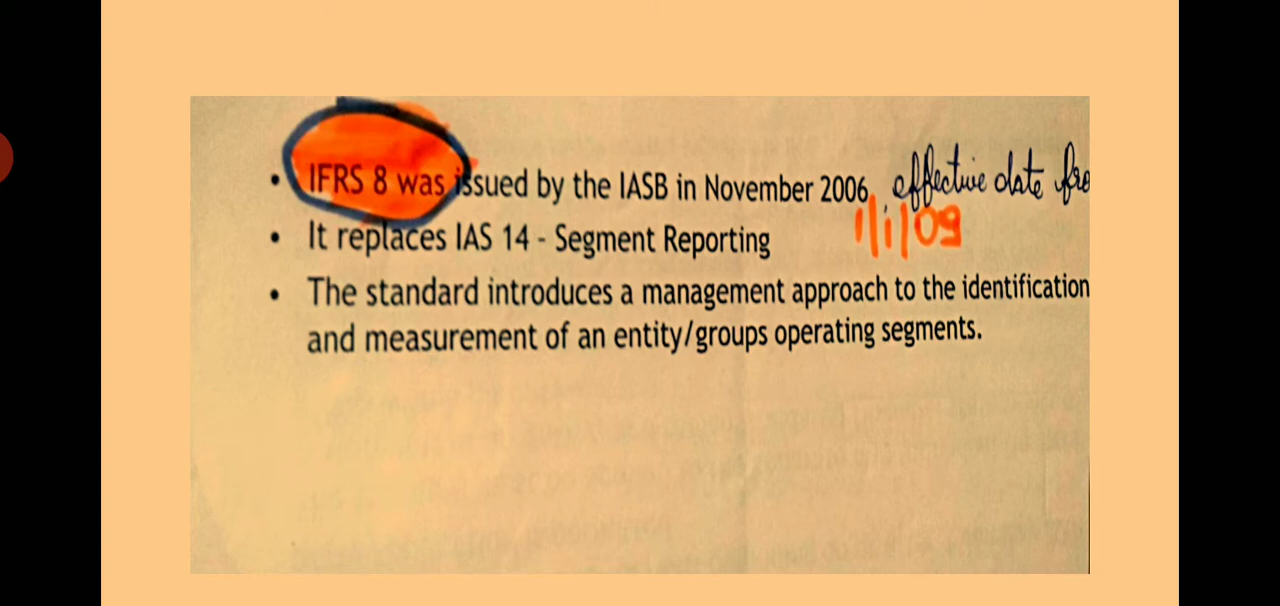 • IFRS 8 was issued by the IASB in November 2006, effective date fro
1/1/09
• It replaces IAS 14 - Segment Reporting
• The standard introduces a management approach to the identification
and measurement of an entity/groups operating segments.